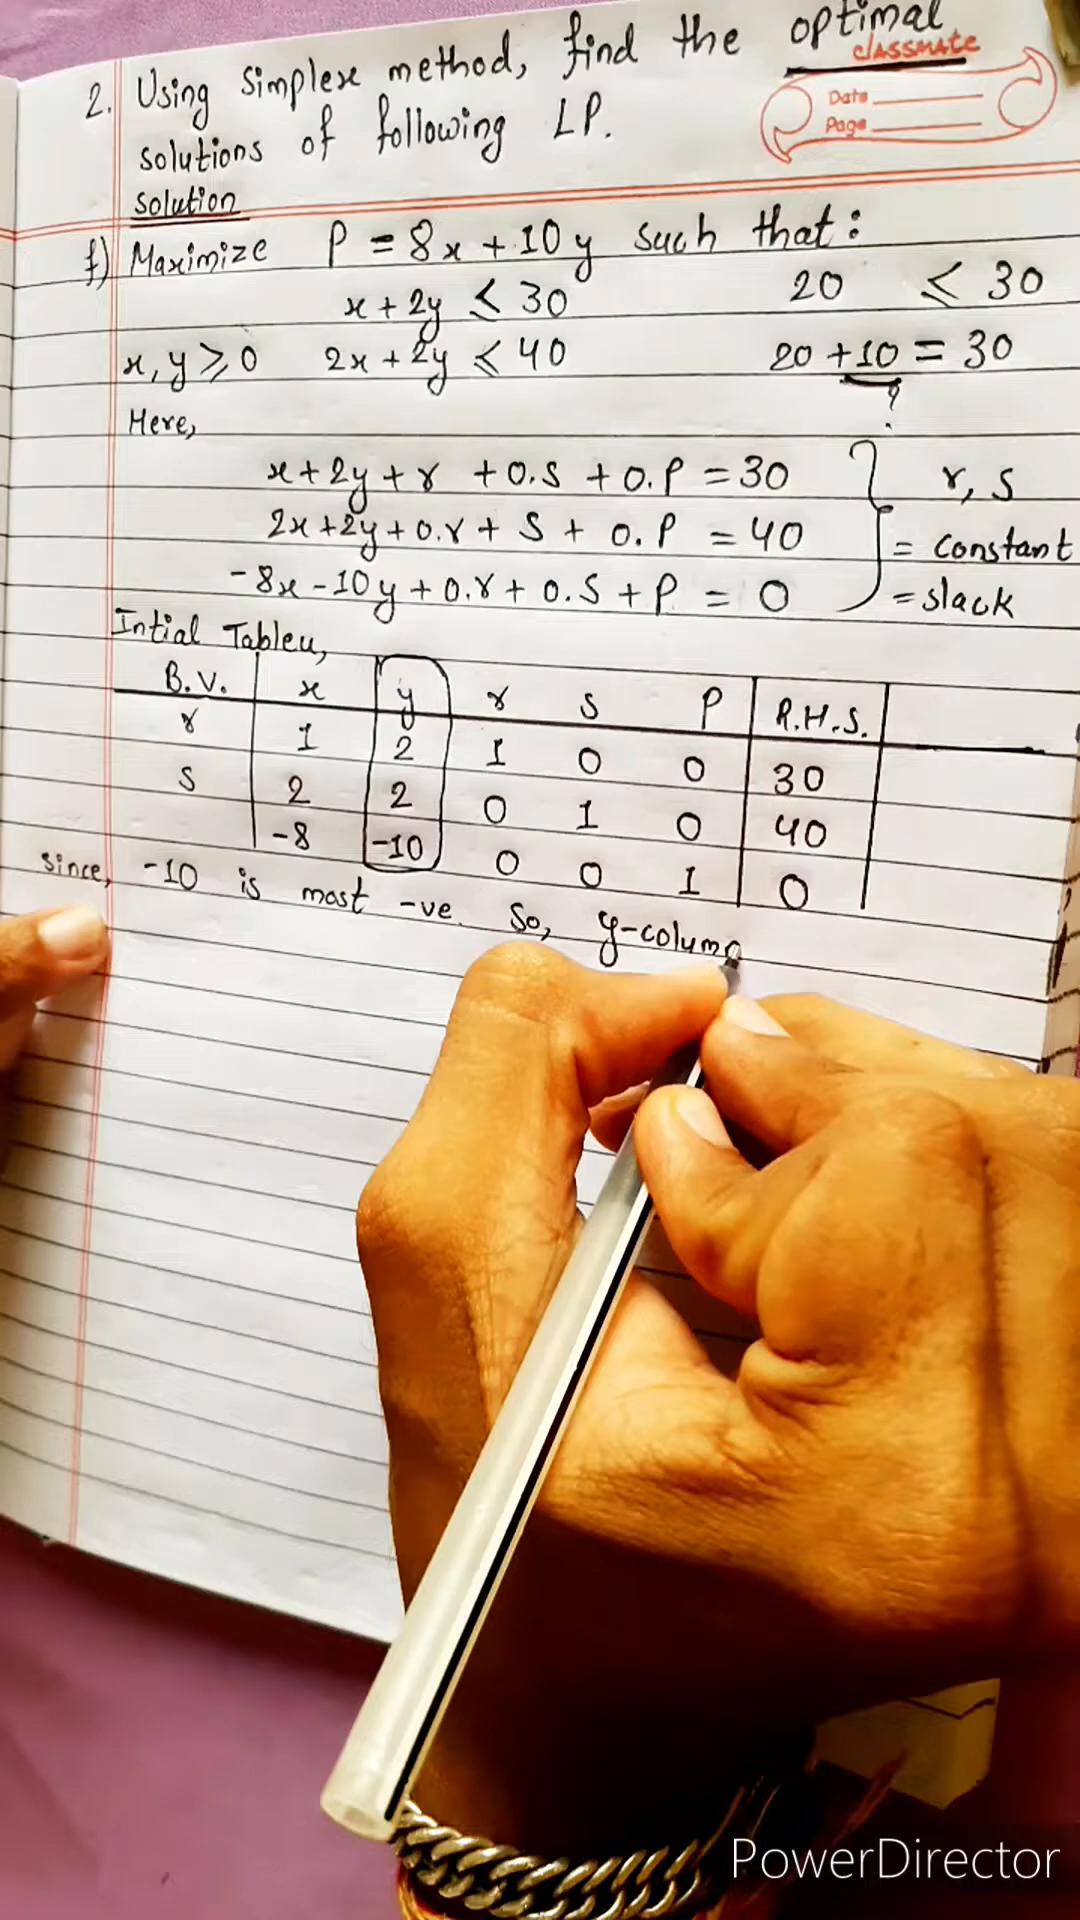 2. Using Simplex method, find the optimal
classmate
Date
Page
solutions of following LP.
solution
f) Maximize P = 8x + 10y such that:
x + 2y ≤ 30 20 ≤ 30
x, y ≥ 0 2x + 2y ≤ 40 20 + 10 = 30
?
Here,
x + 2y + r + 0.s + 0.P = 30 r, s
2x + 2y + 0.r + s + 0.P = 40 = constant
-8x - 10y + 0.r + 0.s + P = 0 = slack
Intial Tableu,
B.V. x y r s P R.H.S.
r 1 2 1 0 0 30
s 2 2 0 1 0 40
-8 -10 0 0 1 0
Since, -10 is most -ve. So, y-column
PowerDirector